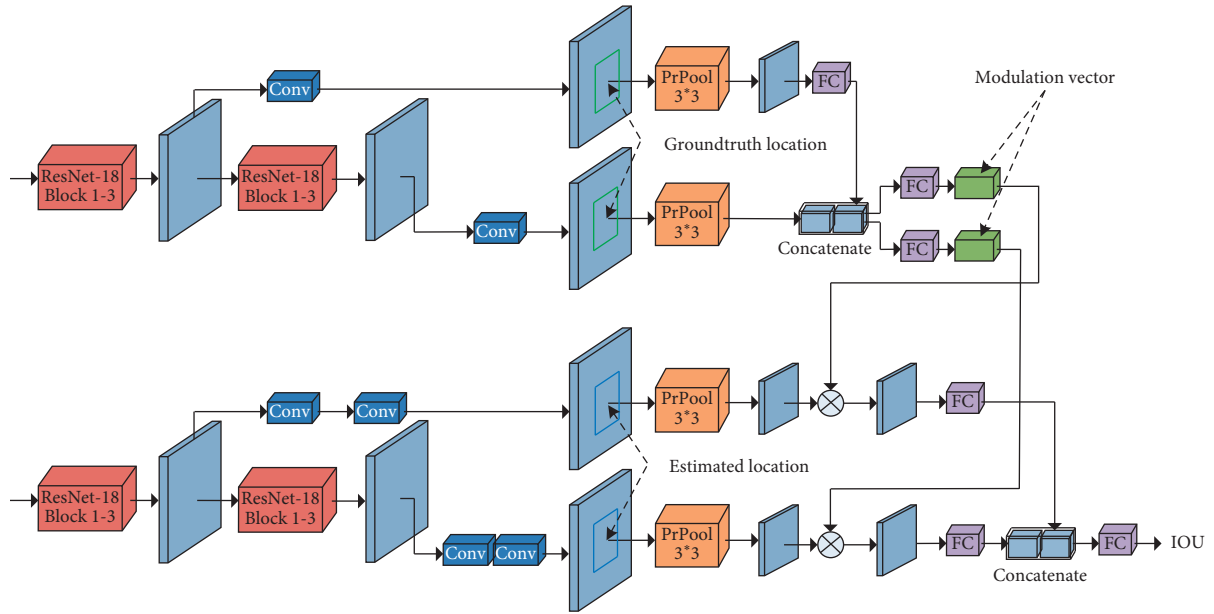 Conv
PrPool
3*3
FC
Modulation vector
ResNet-18
Block 1-3
ResNet-18
Block 1-3
Groundtruth location
Conv
PrPool
3*3
Concatenate
FC
FC
Conv
Conv
PrPool
3*3
FC
ResNet-18
Block 1-3
ResNet-18
Block 1-3
Estimated location
Conv
Conv
PrPool
3*3
FC
Concatenate
FC
IOU